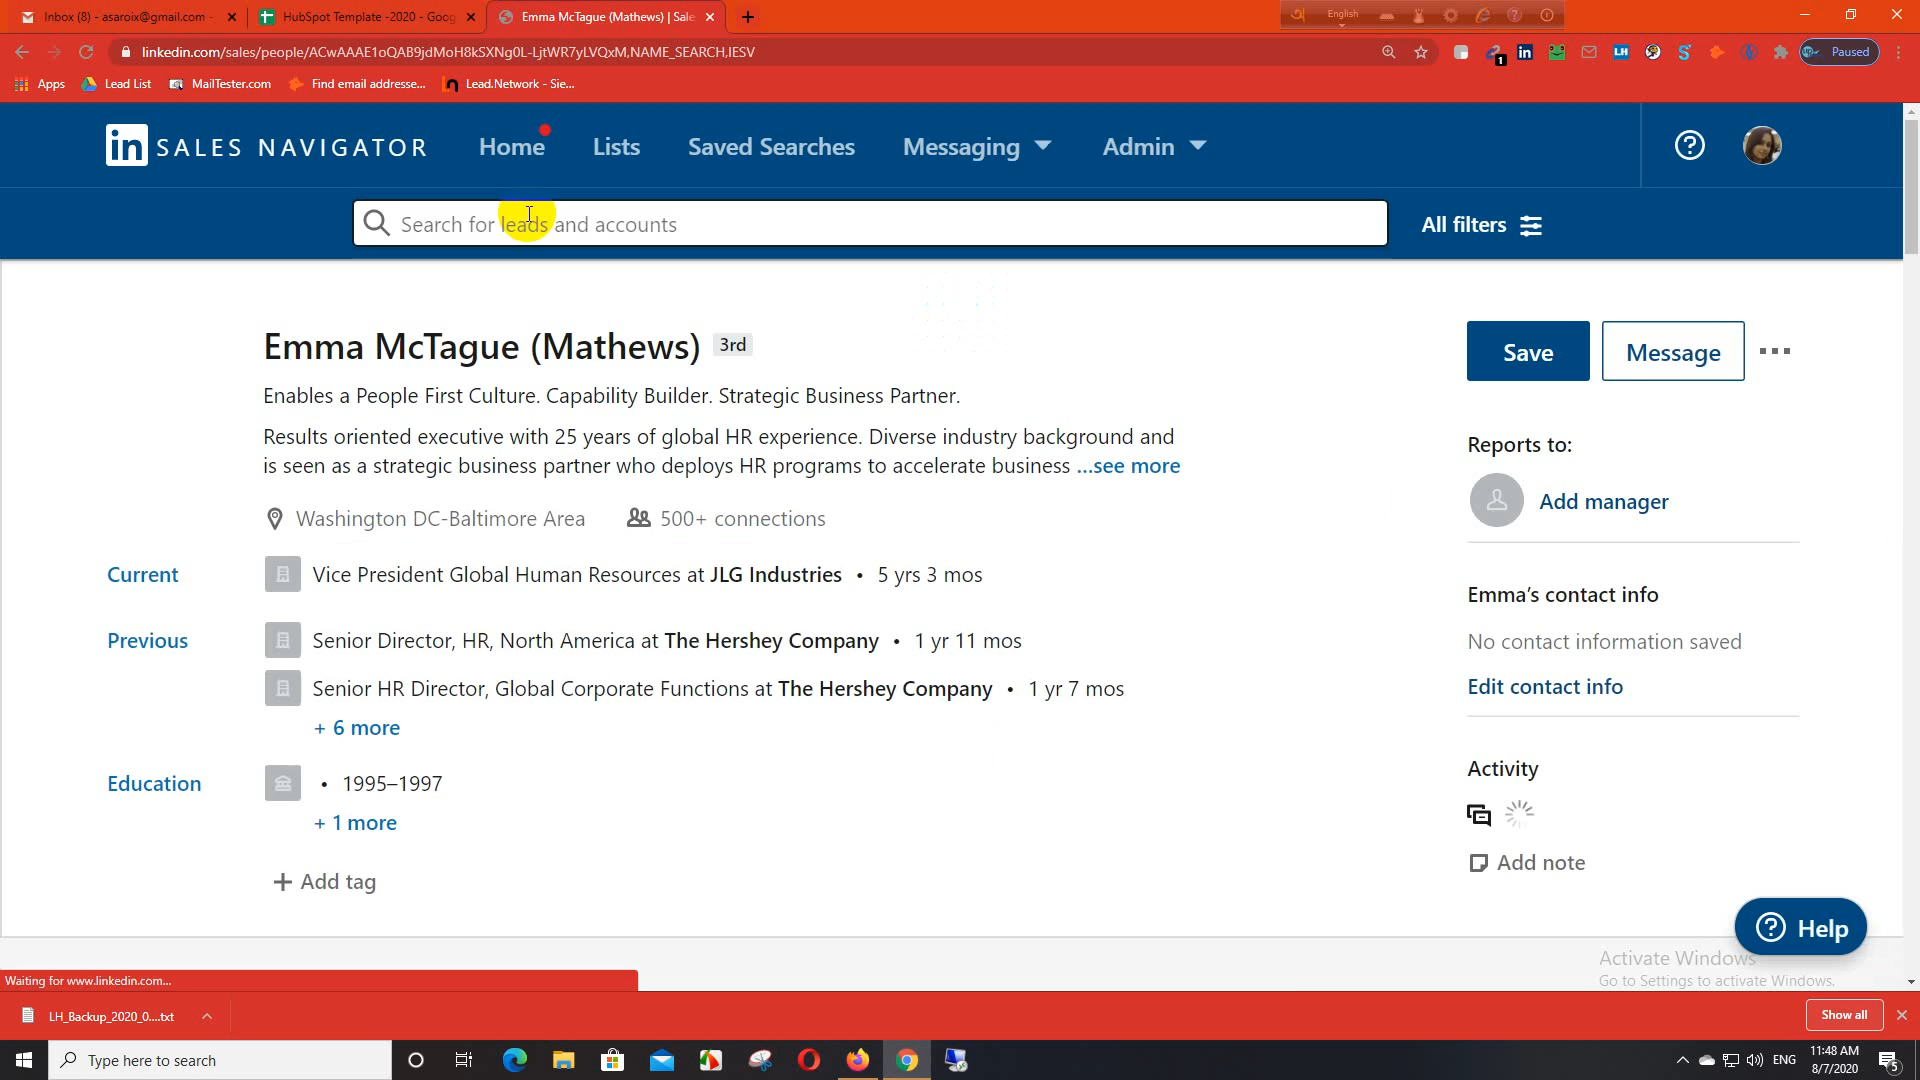 Inbox (8) - asaroix@gmail.com -
HubSpot Template -2020 - Goog
Emma McTague (Mathews) | Sale
English
linkedin.com/sales/people/ACwAAAE1oQAB9jdMoH8kSXNg0L-LjtWR7yLVQxM,NAME_SEARCH,IESV
1
in
LH
Paused
Apps
Lead List
MailTester.com
Find email addresse...
Lead.Network - Sie...
in SALES NAVIGATOR
Home
Lists
Saved Searches
Messaging
Admin
Search for leads and accounts
All filters
Emma McTague (Mathews) 3rd
Save
Message
Enables a People First Culture. Capability Builder. Strategic Business Partner.
Results oriented executive with 25 years of global HR experience. Diverse industry background and
is seen as a strategic business partner who deploys HR programs to accelerate business ...see more
Washington DC-Baltimore Area
500+ connections
Current
Vice President Global Human Resources at JLG Industries • 5 yrs 3 mos
Previous
Senior Director, HR, North America at The Hershey Company • 1 yr 11 mos
Senior HR Director, Global Corporate Functions at The Hershey Company • 1 yr 7 mos
+ 6 more
Education
• 1995–1997
+ 1 more
+ Add tag
Reports to:
Add manager
Emma’s contact info
No contact information saved
Edit contact info
Activity
Add note
Help
Activate Windows
Go to Settings to activate Windows.
Waiting for www.linkedin.com...
LH_Backup_2020_0....txt
Show all
Type here to search
ENG
11:48 AM
8/7/2020
5